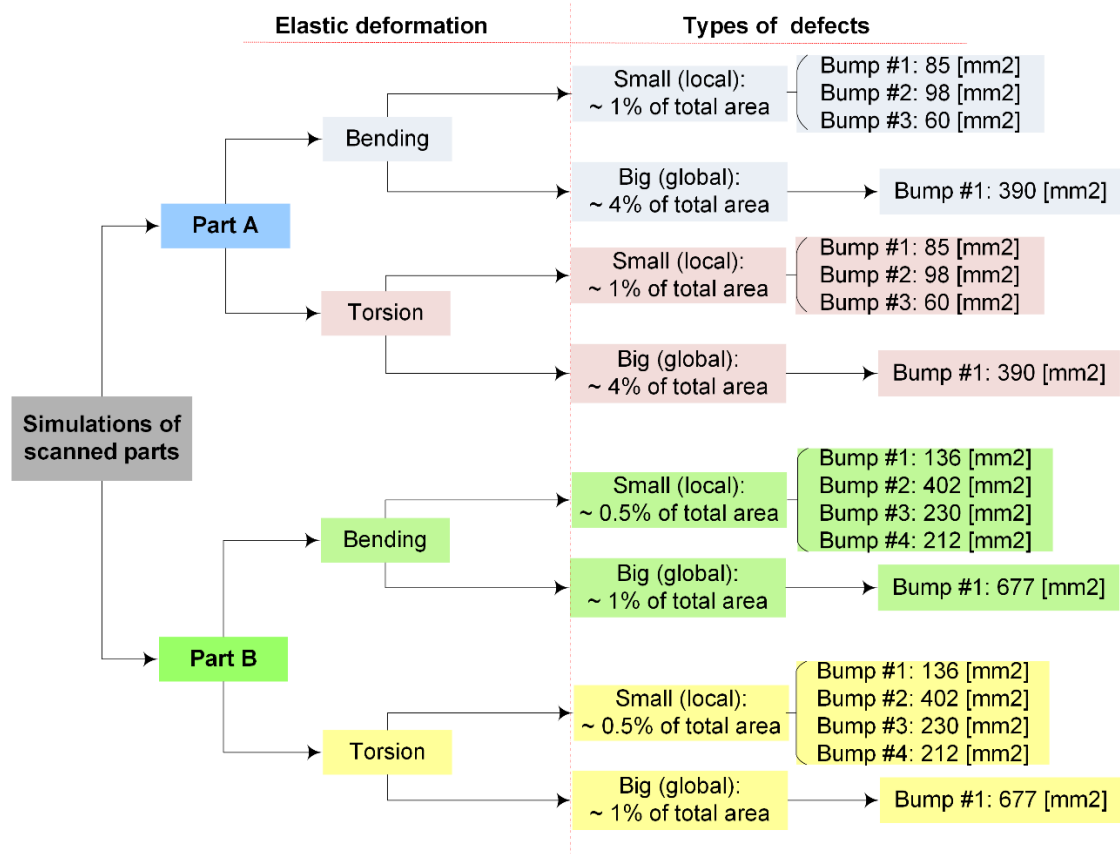 Elastic deformation
Types of  defects
Small (local):
~ 1% of total area
Bump #1: 85 [mm2]
Bump #2: 98 [mm2]
Bump #3: 60 [mm2]
Bending
Big (global):
~ 4% of total area
Bump #1: 390 [mm2]
Part A
Small (local):
~ 1% of total area
Bump #1: 85 [mm2]
Bump #2: 98 [mm2]
Bump #3: 60 [mm2]
Torsion
Big (global):
~ 4% of total area
Bump #1: 390 [mm2]
Simulations of
scanned parts
Small (local):
~ 0.5% of total area
Bump #1: 136 [mm2]
Bump #2: 402 [mm2]
Bump #3: 230 [mm2]
Bump #4: 212 [mm2]
Bending
Big (global):
~ 1% of total area
Bump #1: 677 [mm2]
Part B
Small (local):
~ 0.5% of total area
Bump #1: 136 [mm2]
Bump #2: 402 [mm2]
Bump #3: 230 [mm2]
Bump #4: 212 [mm2]
Torsion
Big (global):
~ 1% of total area
Bump #1: 677 [mm2]